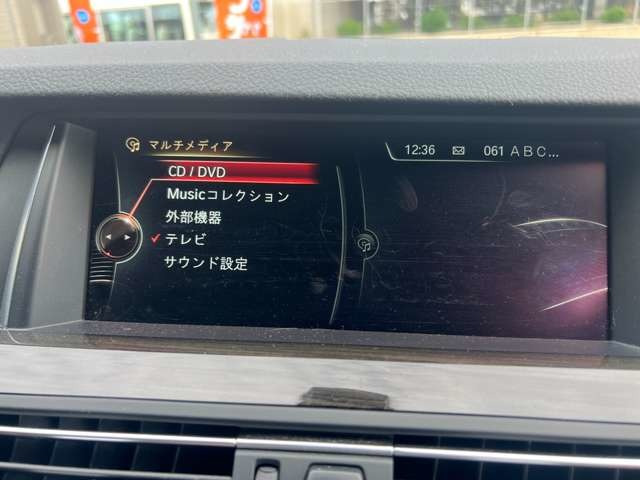 マルチメディア
12:36 061 ABC...
CD / DVD
Musicコレクション
外部機器
テレビ
サウンド設定